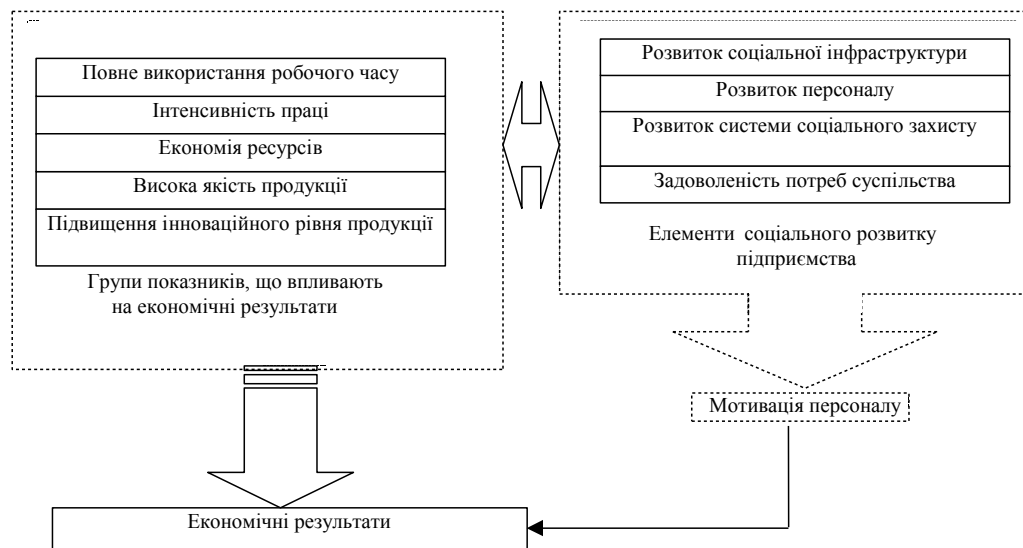 Повне використання робочого часу
Інтенсивність праці
Економія ресурсів
Висока якість продукції
Підвищення інноваційного рівня продукції
Групи показників, що впливають
на економічні результати
Розвиток соціальної інфраструктури
Розвиток персоналу
Розвиток системи соціального захисту
Задоволеність потреб суспільства
Елементи соціального розвитку
підприємства
Мотивація персоналу
Економічні результати